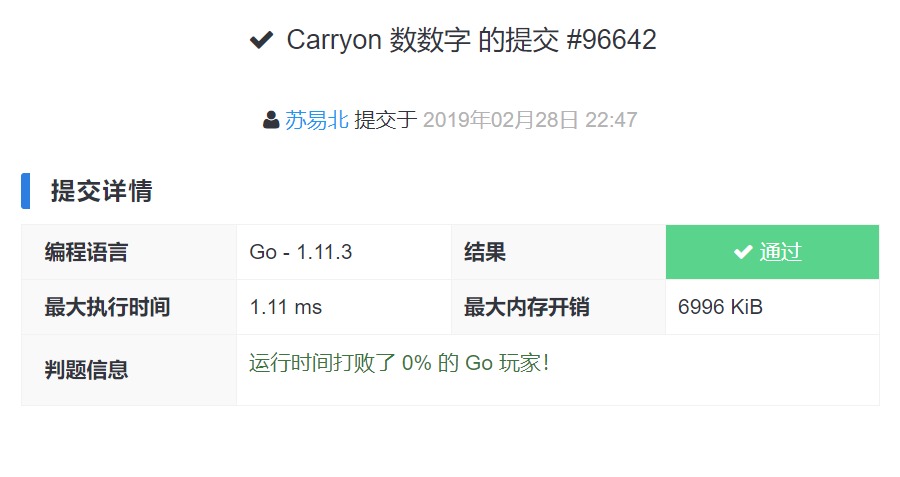 Carryon 数数字 的提交 #96642
苏易北 提交于 2019年02月28日 22:47
提交详情
编程语言 Go - 1.11.3 结果 通过
最大执行时间 1.11 ms 最大内存开销 6996 KiB
判题信息 运行时间打败了 0% 的 Go 玩家！